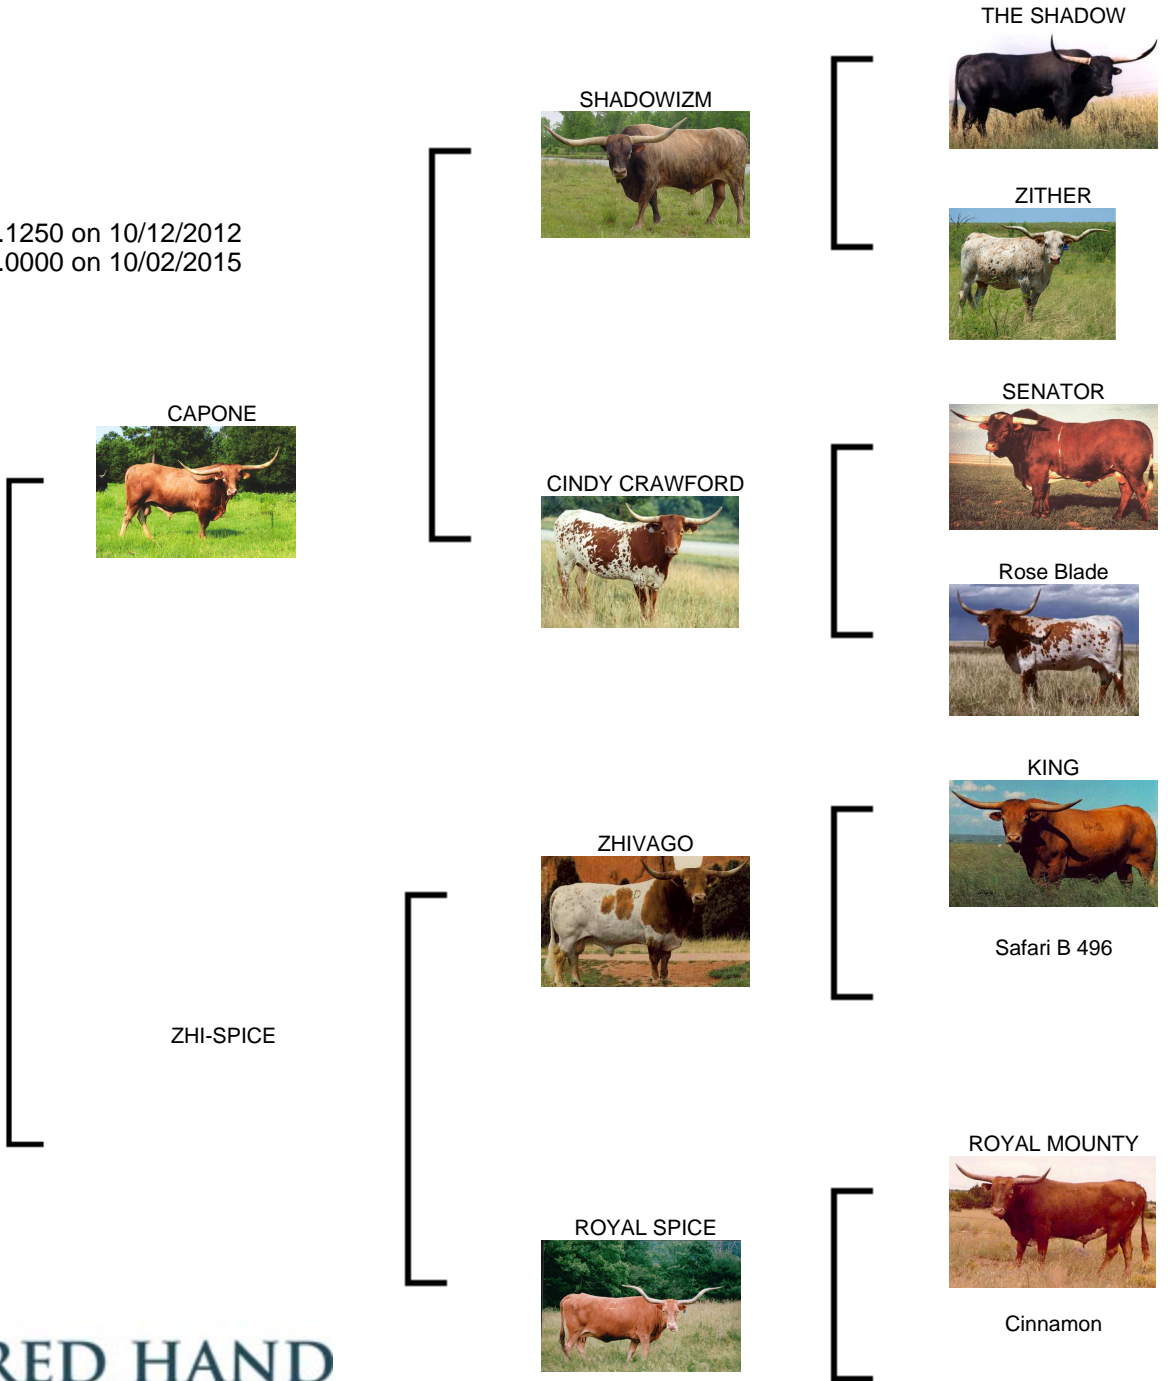 THE SHADOW
SHADOWIZM
ZITHER
.1250 on 10/12/2012
.0000 on 10/02/2015
SENATOR
CAPONE
CINDY CRAWFORD
Rose Blade
KING
ZHIVAGO
Safari B 496
ZHI-SPICE
ROYAL MOUNTY
ROYAL SPICE
Cinnamon
RED HAND